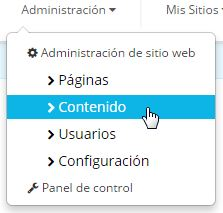 Administración Mis Sitios
Administración de sitio web
Páginas
Contenido
Usuarios
Configuración
Panel de control